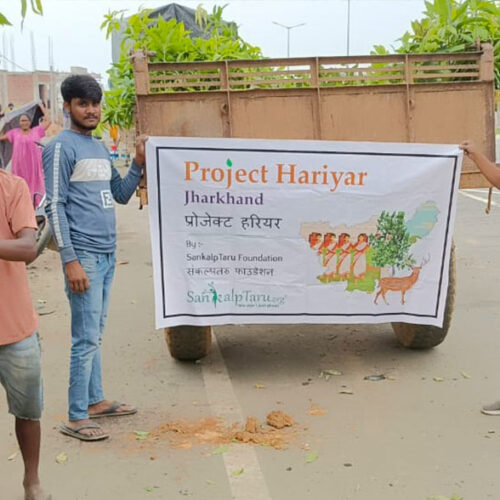 Project Hariyar
Jharkhand
प्रोजेक्ट हरियर
By :-
SankalpTaru Foundation
संकल्पतरु फाउंडेशन
SankalpTaru.org